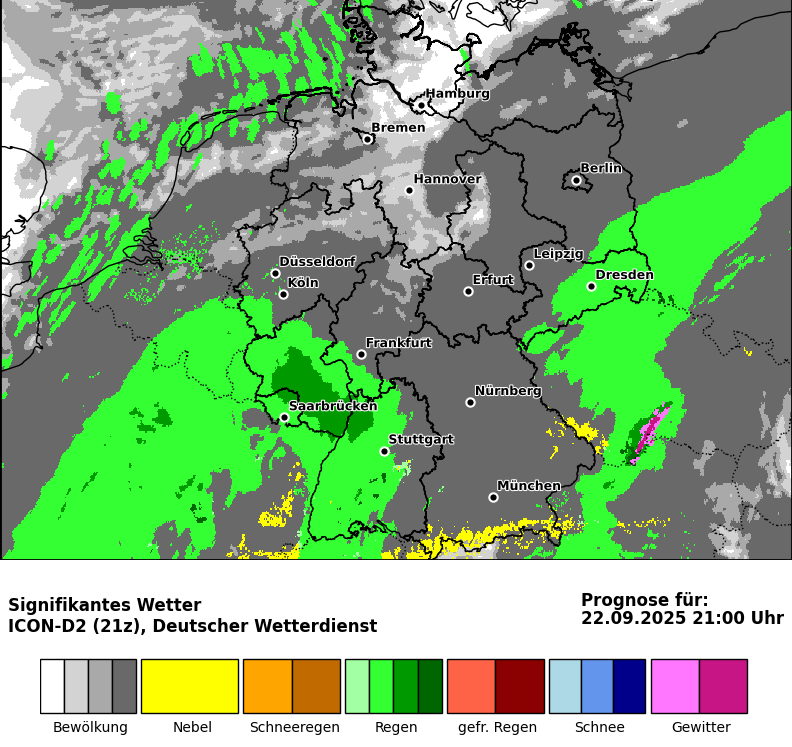 Hamburg
Bremen
Berlin
Hannover
Düsseldorf
Leipzig
Köln
Erfurt
Dresden
Frankfurt
Nürnberg
Saarbrücken
Stuttgart
München
Signifikantes Wetter
ICON-D2 (21z), Deutscher Wetterdienst
Prognose für:
22.09.2025 21:00 Uhr
Bewölkung
Nebel
Schneeregen
Regen
gefr. Regen
Schnee
Gewitter